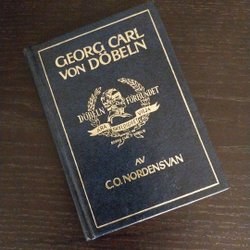 GEORG CARL
VON DÖBELN
DÖBELN
FÖRBUNDET
AV
C.O. NORDENSVAN